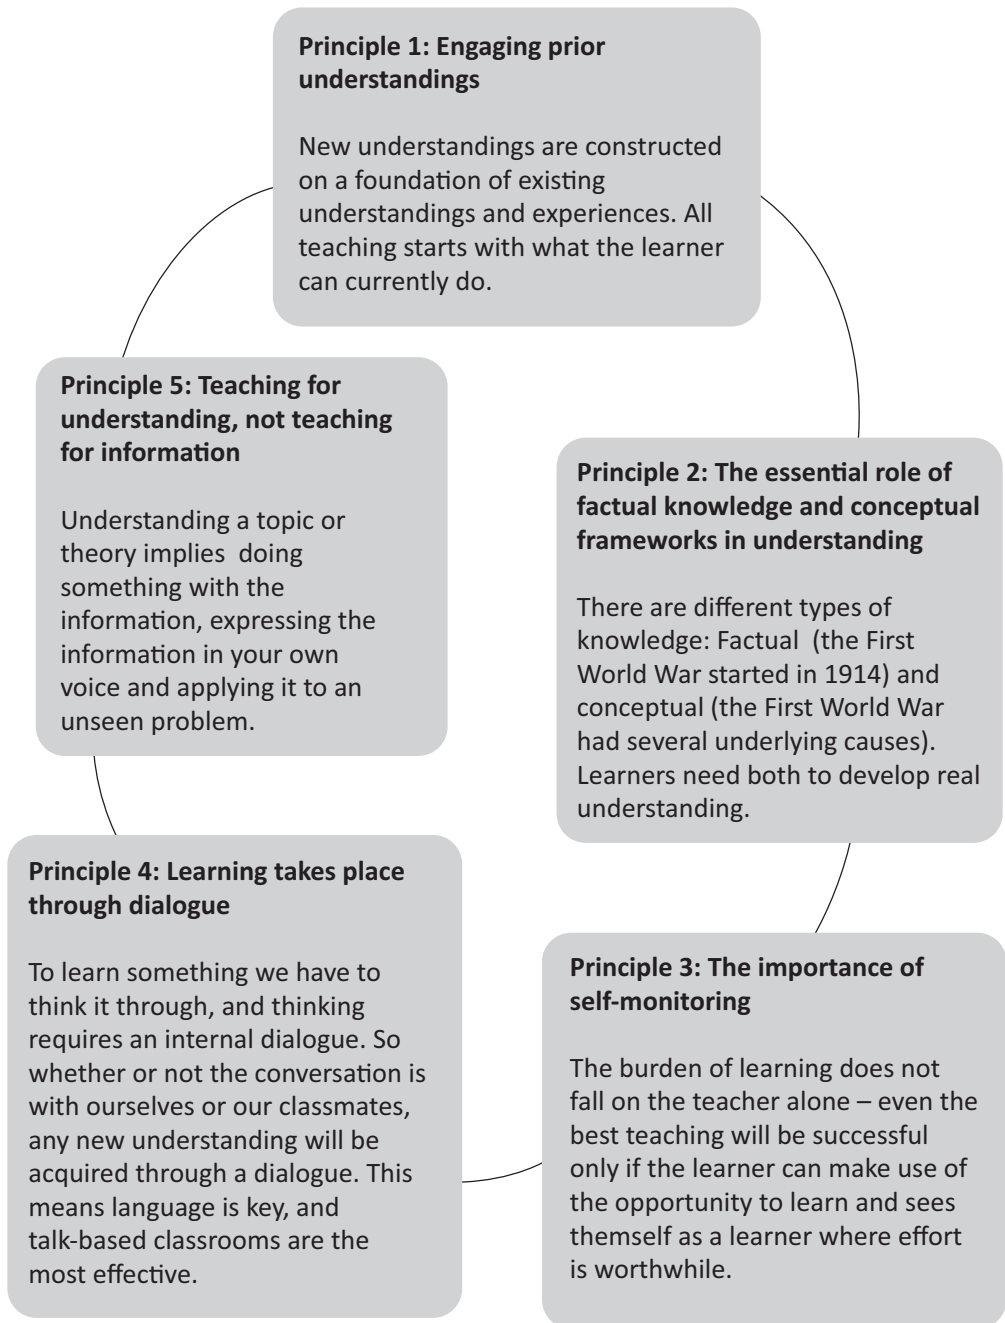 Principle 1: Engaging prior
understandings
New understandings are constructed
on a foundation of existing
understandings and experiences. All
teaching starts with what the learner
can currently do.
Principle 2: The essential role of
factual knowledge and conceptual
frameworks in understanding
There are different types of
knowledge: Factual (the First
World War started in 1914) and
conceptual (the First World War
had several underlying causes).
Learners need both to develop real
understanding.
Principle 3: The importance of
self-monitoring
The burden of learning does not
fall on the teacher alone – even the
best teaching will be successful
only if the learner can make use of
the opportunity to learn and sees
themself as a learner where effort
is worthwhile.
Principle 4: Learning takes place
through dialogue
To learn something we have to
think it through, and thinking
requires an internal dialogue. So
whether or not the conversation is
with ourselves or our classmates,
any new understanding will be
acquired through a dialogue. This
means language is key, and
talk-based classrooms are the
most effective.
Principle 5: Teaching for
understanding, not teaching
for information
Understanding a topic or
theory implies doing
something with the
information, expressing the
information in your own
voice and applying it to an
unseen problem.